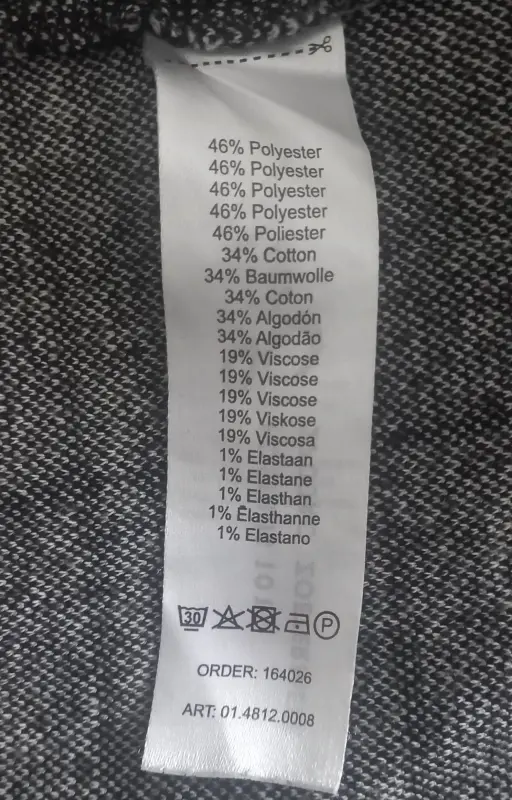 46% Polyester
46% Polyester
46% Polyester
46% Polyester
46% Poliester
34% Cotton
34% Baumwolle
34% Coton
34% Algodón
34% Algodão
19% Viscose
19% Viscose
19% Viscose
19% Viskose
19% Viscosa
1% Elastaan
1% Elastane
1% Elasthan
1% Élasthanne
1% Elastano
30 P
ORDER: 164026
ART: 01.4812.0008